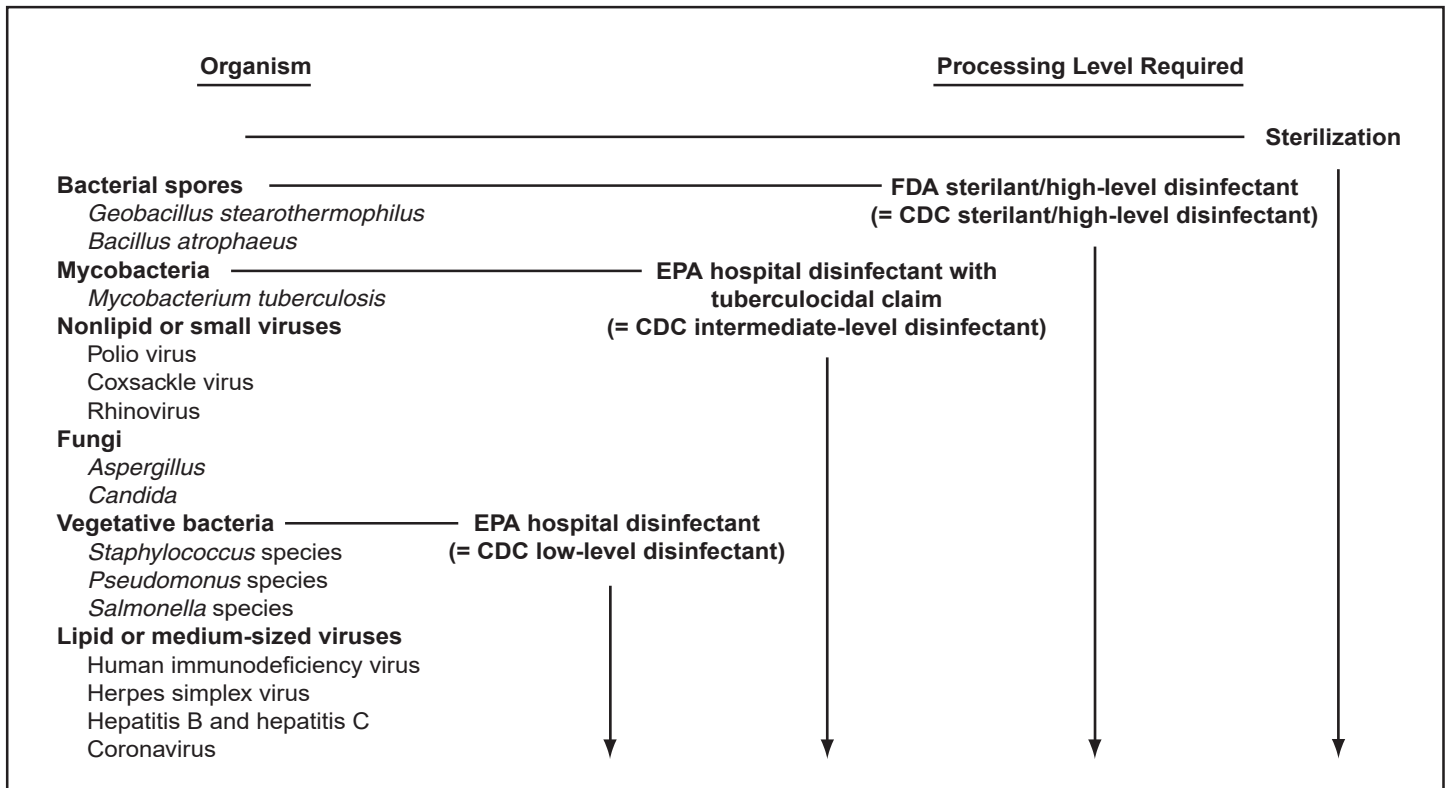 Organism
Processing Level Required
Sterilization
Bacterial spores
FDA sterilant/high-level disinfectant
Geobacillus stearothermophilus
(= CDC sterilant/high-level disinfectant)
Bacillus atrophaeus
Mycobacteria
EPA hospital disinfectant with
Mycobacterium tuberculosis
tuberculocidal claim
Nonlipid or small viruses
(= CDC intermediate-level disinfectant)
Polio virus
Coxsackle virus
Rhinovirus
Fungi
Aspergillus
Candida
Vegetative bacteria
EPA hospital disinfectant
Staphylococcus species
(= CDC low-level disinfectant)
Pseudomonus species
Salmonella species
Lipid or medium-sized viruses
Human immunodeficiency virus
Herpes simplex virus
Hepatitis B and hepatitis C
Coronavirus